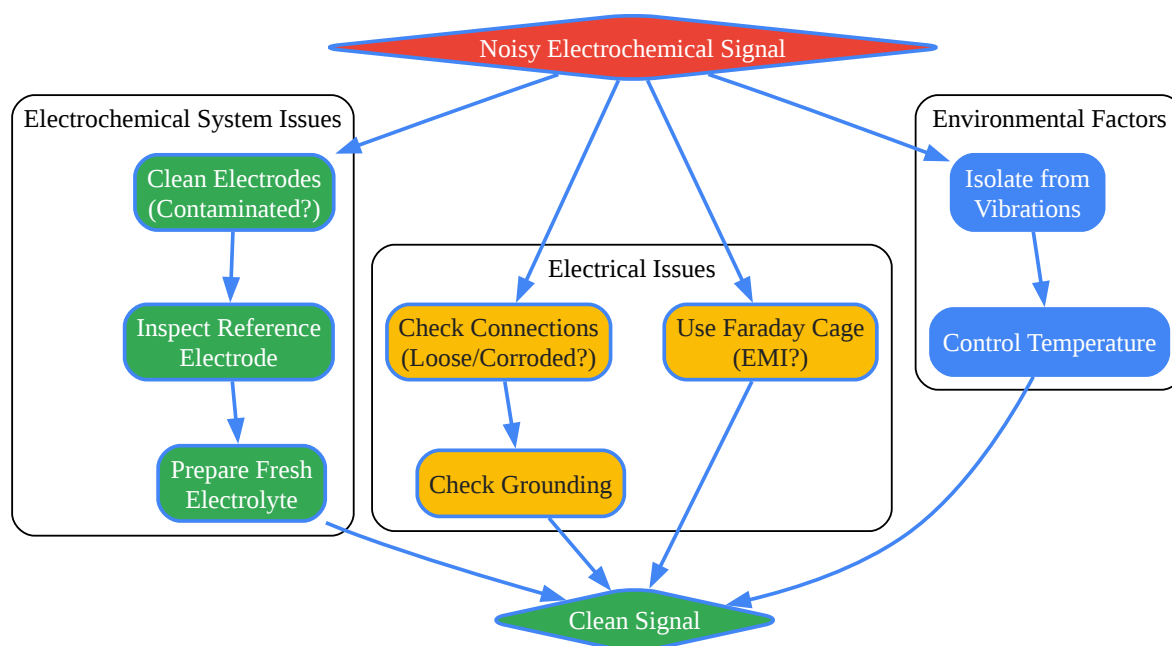 Noisy Electrochemical Signal
Electrochemical System Issues
Clean Electrodes
(Contaminated?)
Inspect Reference
Electrode
Prepare Fresh
Electrolyte
Electrical Issues
Check Connections
(Loose/Corroded?)
Use Faraday Cage
(EMI?)
Check Grounding
Environmental Factors
Isolate from
Vibrations
Control Temperature
Clean Signal